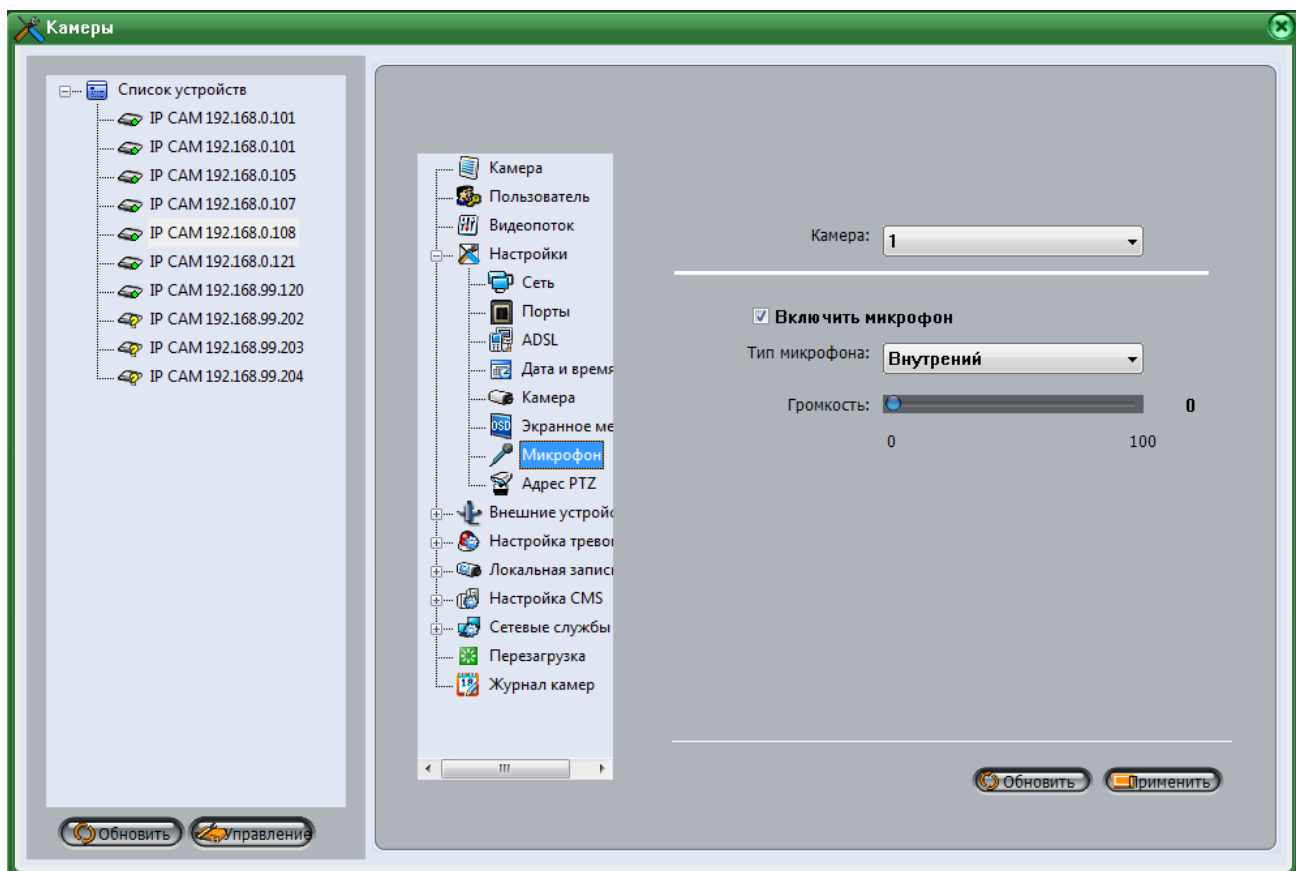 Камеры
Список устройств
IP CAM 192.168.0.101
IP CAM 192.168.0.101
IP CAM 192.168.0.105
IP CAM 192.168.0.107
IP CAM 192.168.0.108
IP CAM 192.168.0.121
IP CAM 192.168.99.120
IP CAM 192.168.99.202
IP CAM 192.168.99.203
IP CAM 192.168.99.204
Обновить
Управление
Камера
Пользователь
Видеопоток
Настройки
Сеть
Порты
ADSL
Дата и время
Камера
OSD Экранное ме
Микрофон
Адрес PTZ
Внешние устройс
Настройка тревог
Локальная запись
Настройка CMS
Сетевые службы
Перезагрузка
18 Журнал камер
Камера: 1
Включить микрофон
Тип микрофона: Внутрений
Громкость: 0
0 100
Обновить
Применить